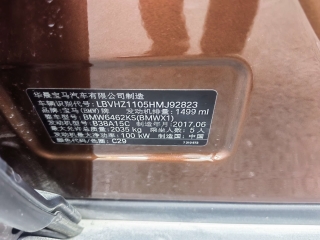 华晨宝马汽车有限公司制造
车辆识别代号: LBVHZ1105HMJ92823
品牌: 宝马(BMW)牌 发动机排量: 1499 ml
整车型号: BMW6462KS(BMWX1)
发动机型号: B38A15C 制造年月: 2017.06
最大允许总质量: 2035 kg 乘坐人数: 5人
发动机最大净功率: 100 kW 制造国: 中国
C29